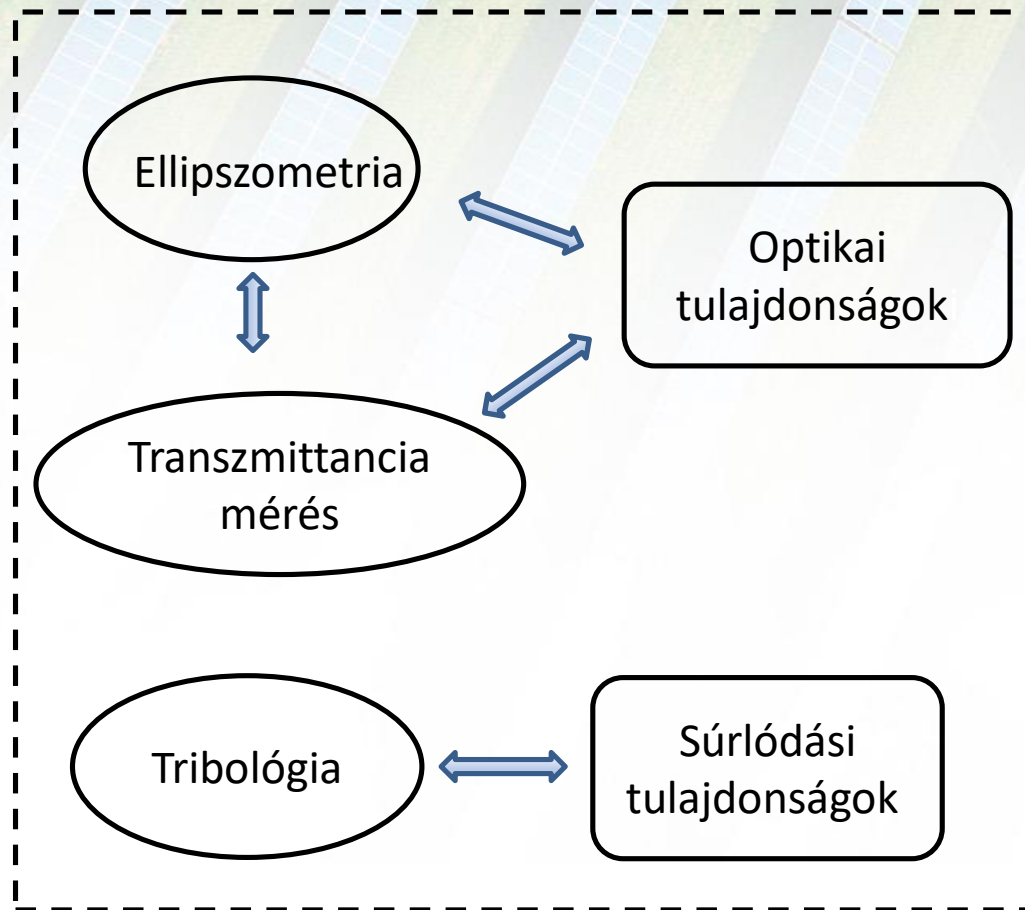 Ellipszometria
Optikai
tulajdonságok
Transzmittancia
mérés
Tribológia
Súrlódási
tulajdonságok